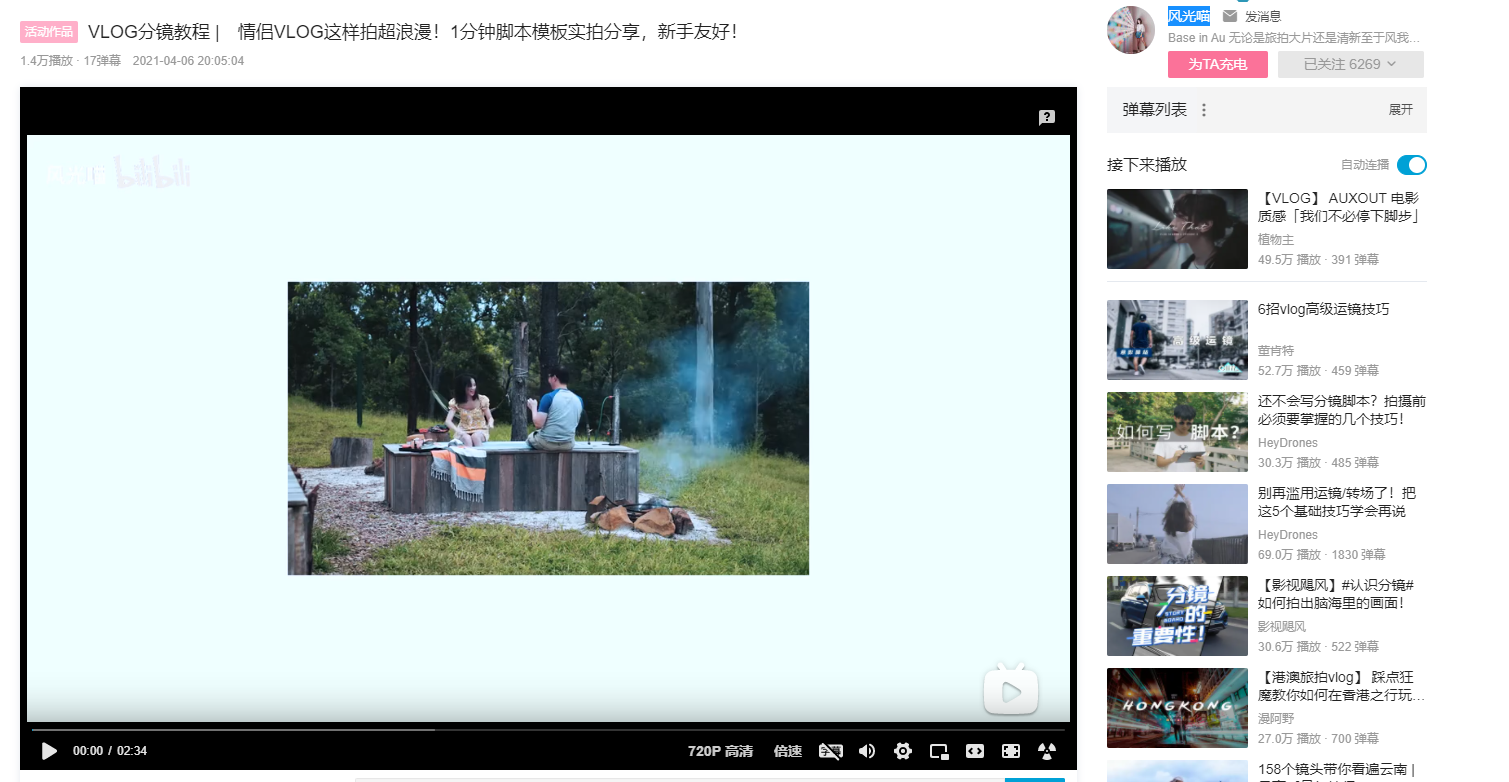 活动作品 VLOG分镜教程 | 情侣VLOG这样拍超浪漫！1分钟脚本模板实拍分享，新手友好！
1.4万播放 · 17弹幕 2021-04-06 20:05:04
bilibili
00:00 / 02:34
720P 高清 倍速 字幕
风光喵 发消息
Base in Au 无论是旅拍大片还是清新至于风我…
为TA充电 已关注 6269
弹幕列表 展开
接下来播放 自动连播
Like That
【VLOG】 AUXOUT 电影
质感「我们不必停下脚步」
植物主
49.5万 播放 · 391 弹幕
高级运镜
6招vlog高级运镜技巧
董肯特
52.7万 播放 · 459 弹幕
如何写 脚本？
还不会写分镜脚本？拍摄前
必须要掌握的几个技巧！
HeyDrones
30.3万 播放 · 485 弹幕
别再滥用运镜/转场了！把
这5个基础技巧学会再说
HeyDrones
69.0万 播放 · 1830 弹幕
分镜
STORY BOARD 的
重要性！
【影视飓风】#认识分镜#
如何拍出脑海里的画面！
影视飓风
30.6万 播放 · 522 弹幕
HONGKONG
【港澳旅拍vlog】 踩点狂
魔教你如何在香港之行玩…
漫阿野
27.0万 播放 · 700 弹幕
158个镜头带你看遍云南 |